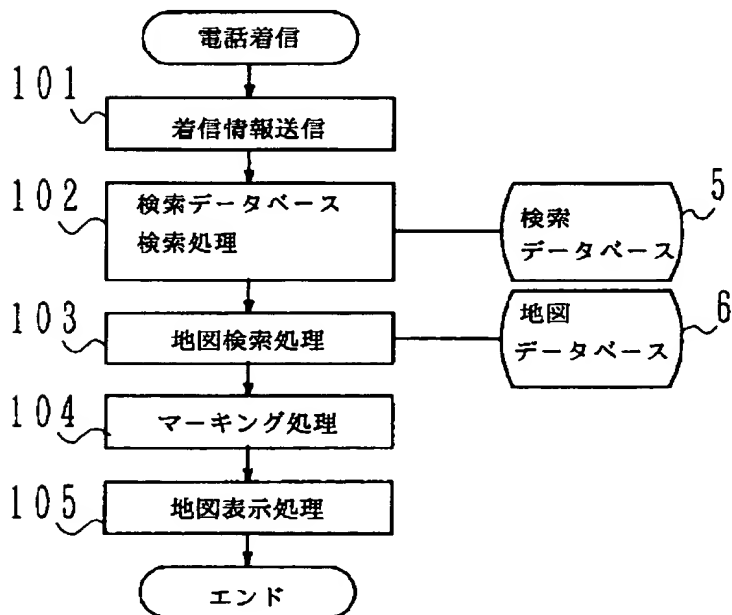 電話着信
101
着信情報送信
102
検索データベース
検索処理
5
検索
データベース
103
地図検索処理
6
地図
データベース
104
マーキング処理
105
地図表示処理
エンド